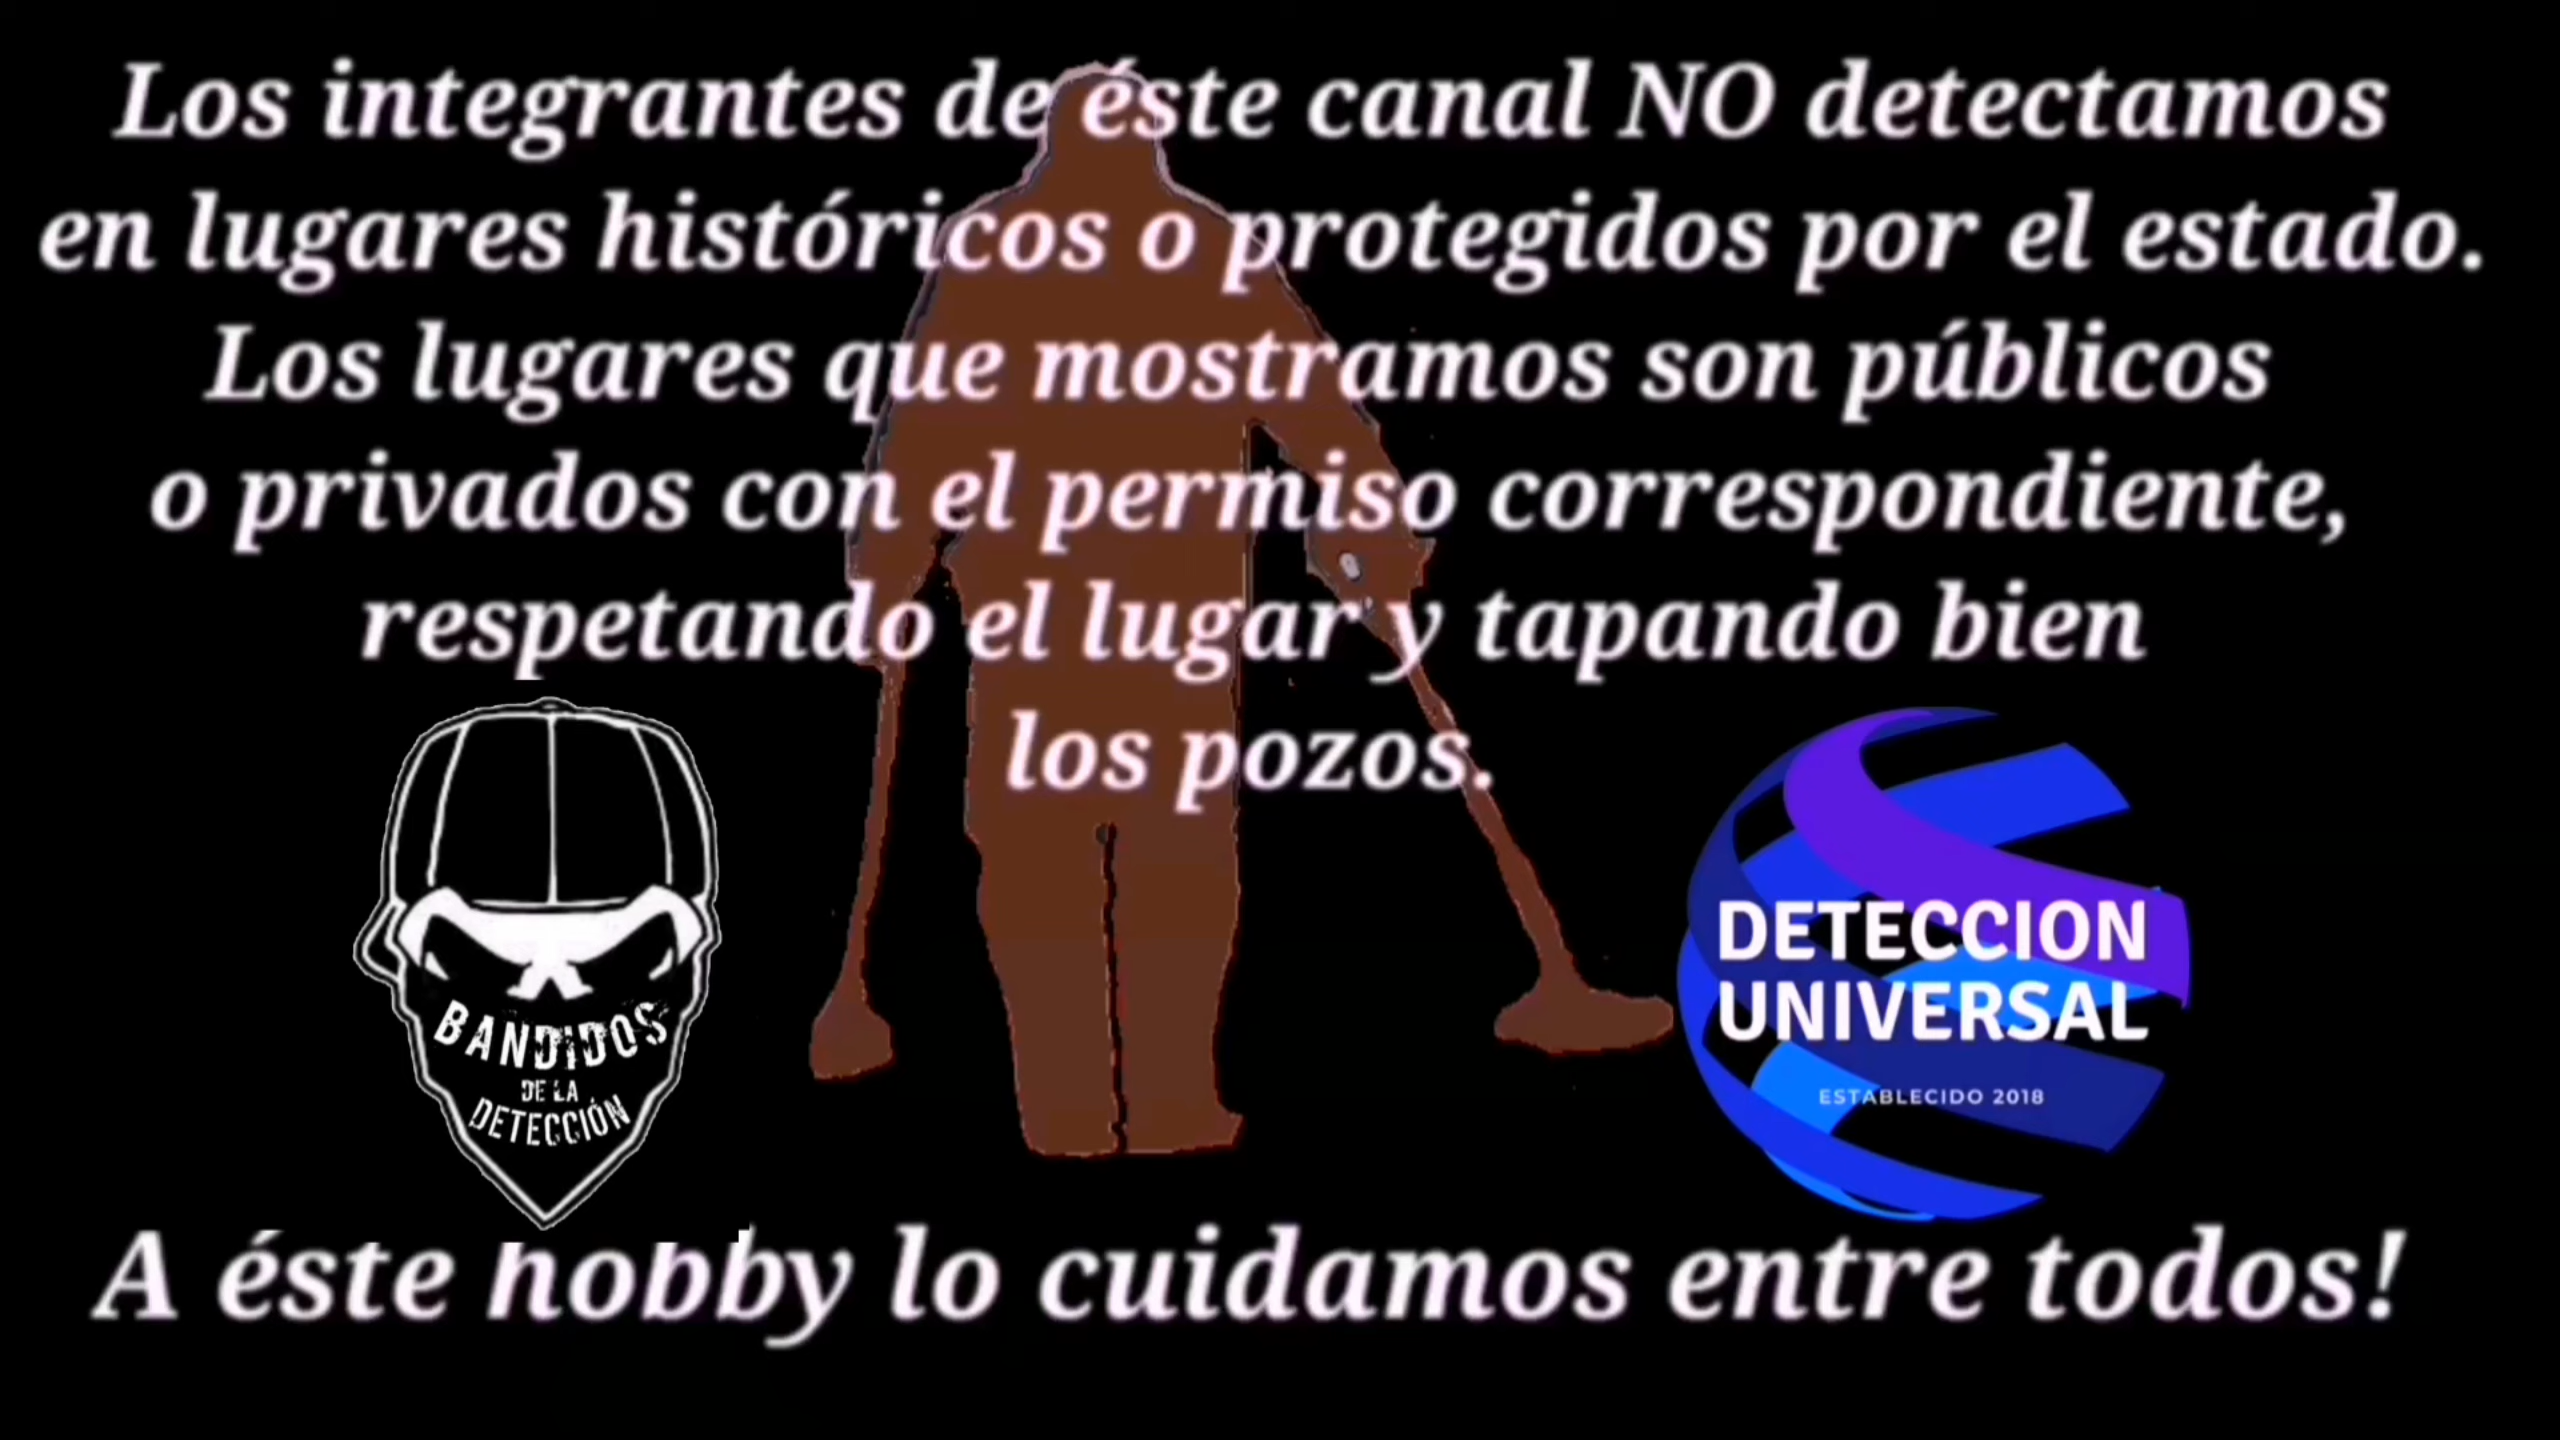 Los integrantes de éste canal NO detectamos
en lugares históricos o protegidos por el estado.
Los lugares que mostramos son públicos
o privados con el permiso correspondiente,
respetando el lugar y tapando bien
los pozos.
BANDIDOS
DE LA
DETECCIÓN
DETECCION
UNIVERSAL
ESTABLECIDO 2018
A éste hobby lo cuidamos entre todos!